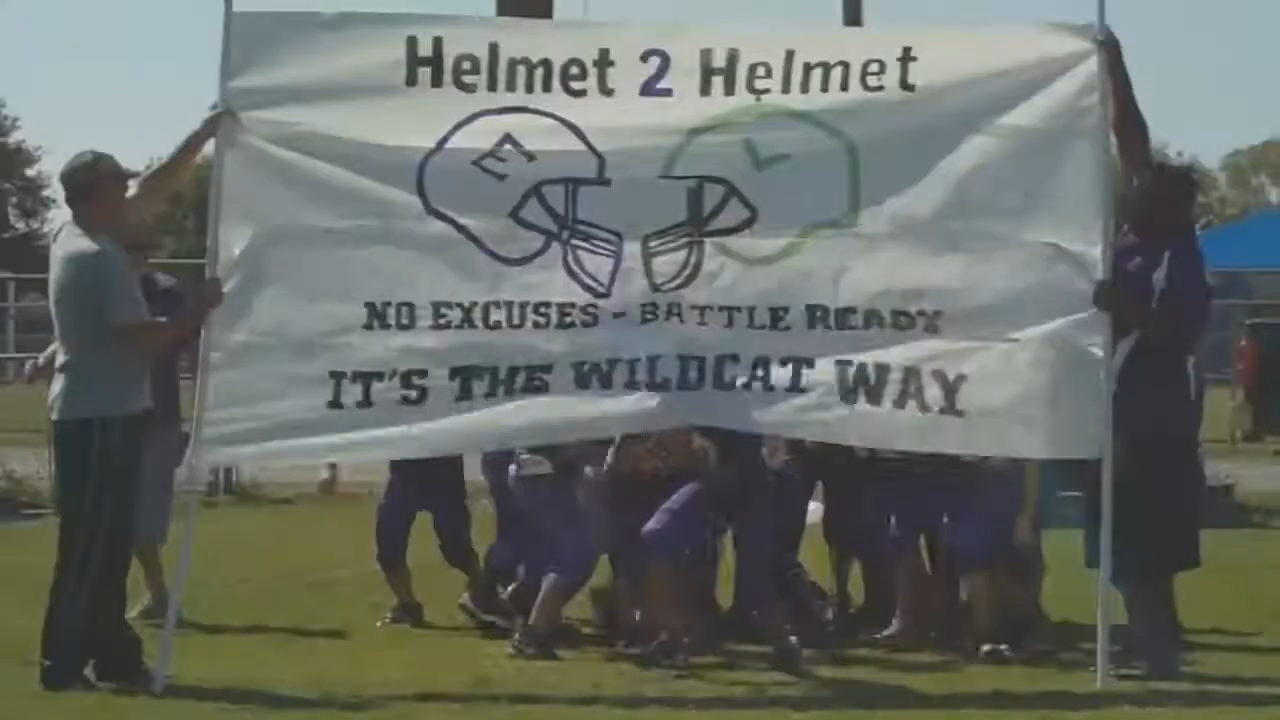 Helmet 2 Helmet
E L
NO EXCUSES - BATTLE READY
IT'S THE WILDCAT WAY